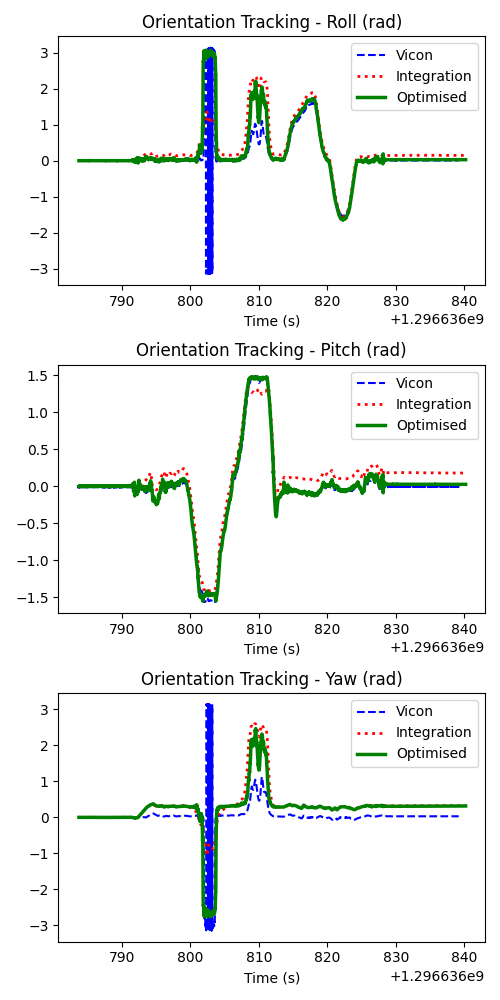 Orientation Tracking - Roll (rad)
3
2
1
0
−1
−2
−3
Vicon
Integration
Optimised
790 800 810 820 830 840
Time (s)
+1.296636e9
Orientation Tracking - Pitch (rad)
1.5
1.0
0.5
0.0
−0.5
−1.0
−1.5
Vicon
Integration
Optimised
790 800 810 820 830 840
Time (s)
+1.296636e9
Orientation Tracking - Yaw (rad)
3
2
1
0
−1
−2
−3
Vicon
Integration
Optimised
790 800 810 820 830 840
Time (s)
+1.296636e9